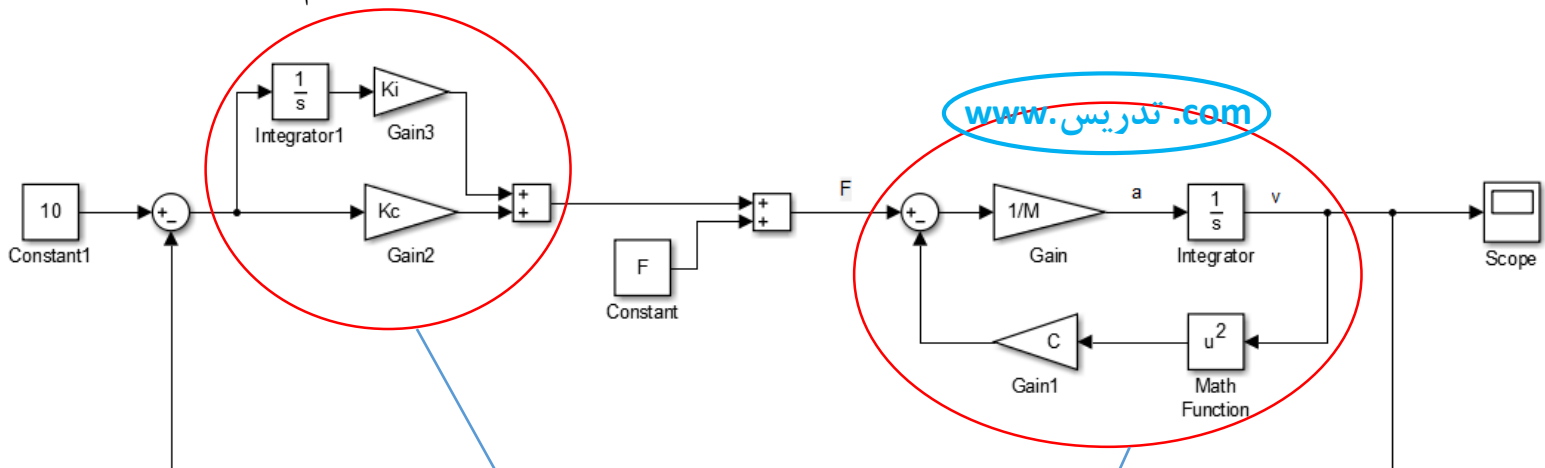 www.تدریس.com
1
s
Integrator1
Ki
Gain3
10
Constant1
+
−
Kc
Gain2
+
+
F
Constant
+
+
F
+
−
1/M
Gain
a
1
s
Integrator
v
Scope
C
Gain1
u²
Math
Function